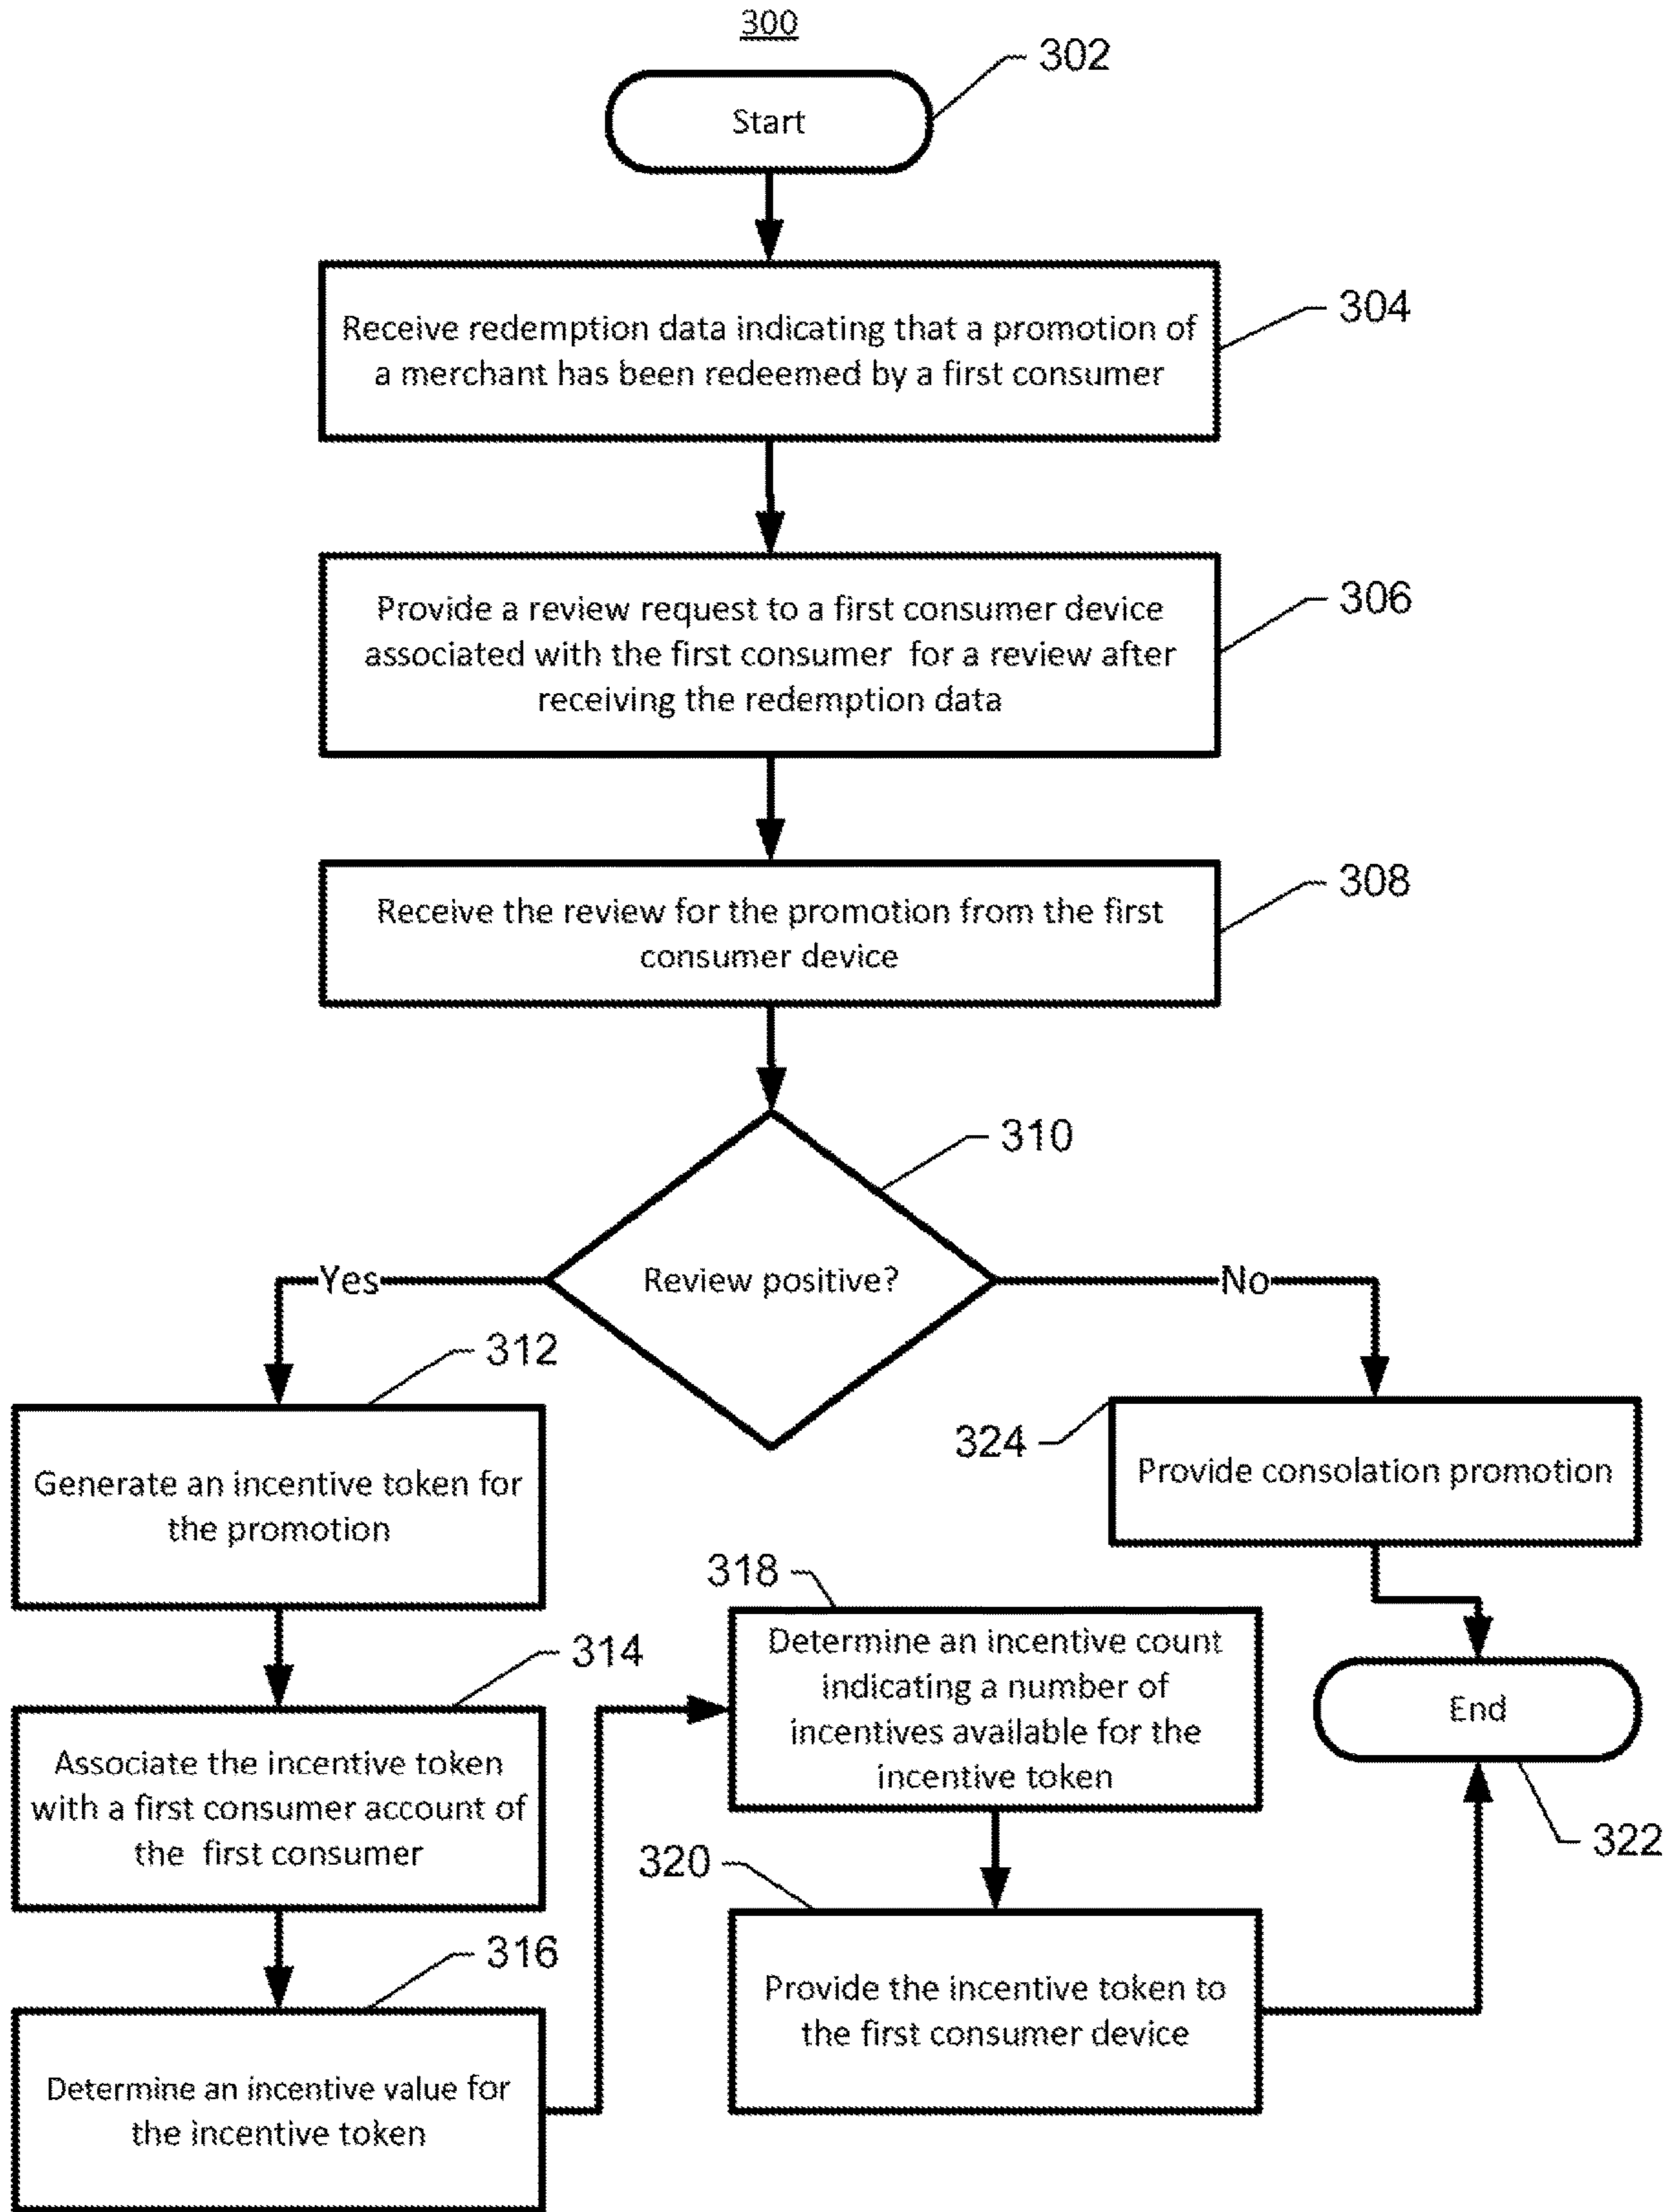 300
302
Start
304
Receive redemption data indicating that a promotion of
a merchant has been redeemed by a first consumer
306
Provide a review request to a first consumer device
associated with the first consumer for a review after
receiving the redemption data
308
Receive the review for the promotion from the first
consumer device
310
Review positive?
Yes
No
312
Generate an incentive token for
the promotion
324
Provide consolation promotion
314
Associate the incentive token
with a first consumer account of
the first consumer
316
Determine an incentive value for
the incentive token
318
Determine an incentive count
indicating a number of
incentives available for the
incentive token
320
Provide the incentive token to
the first consumer device
End
322